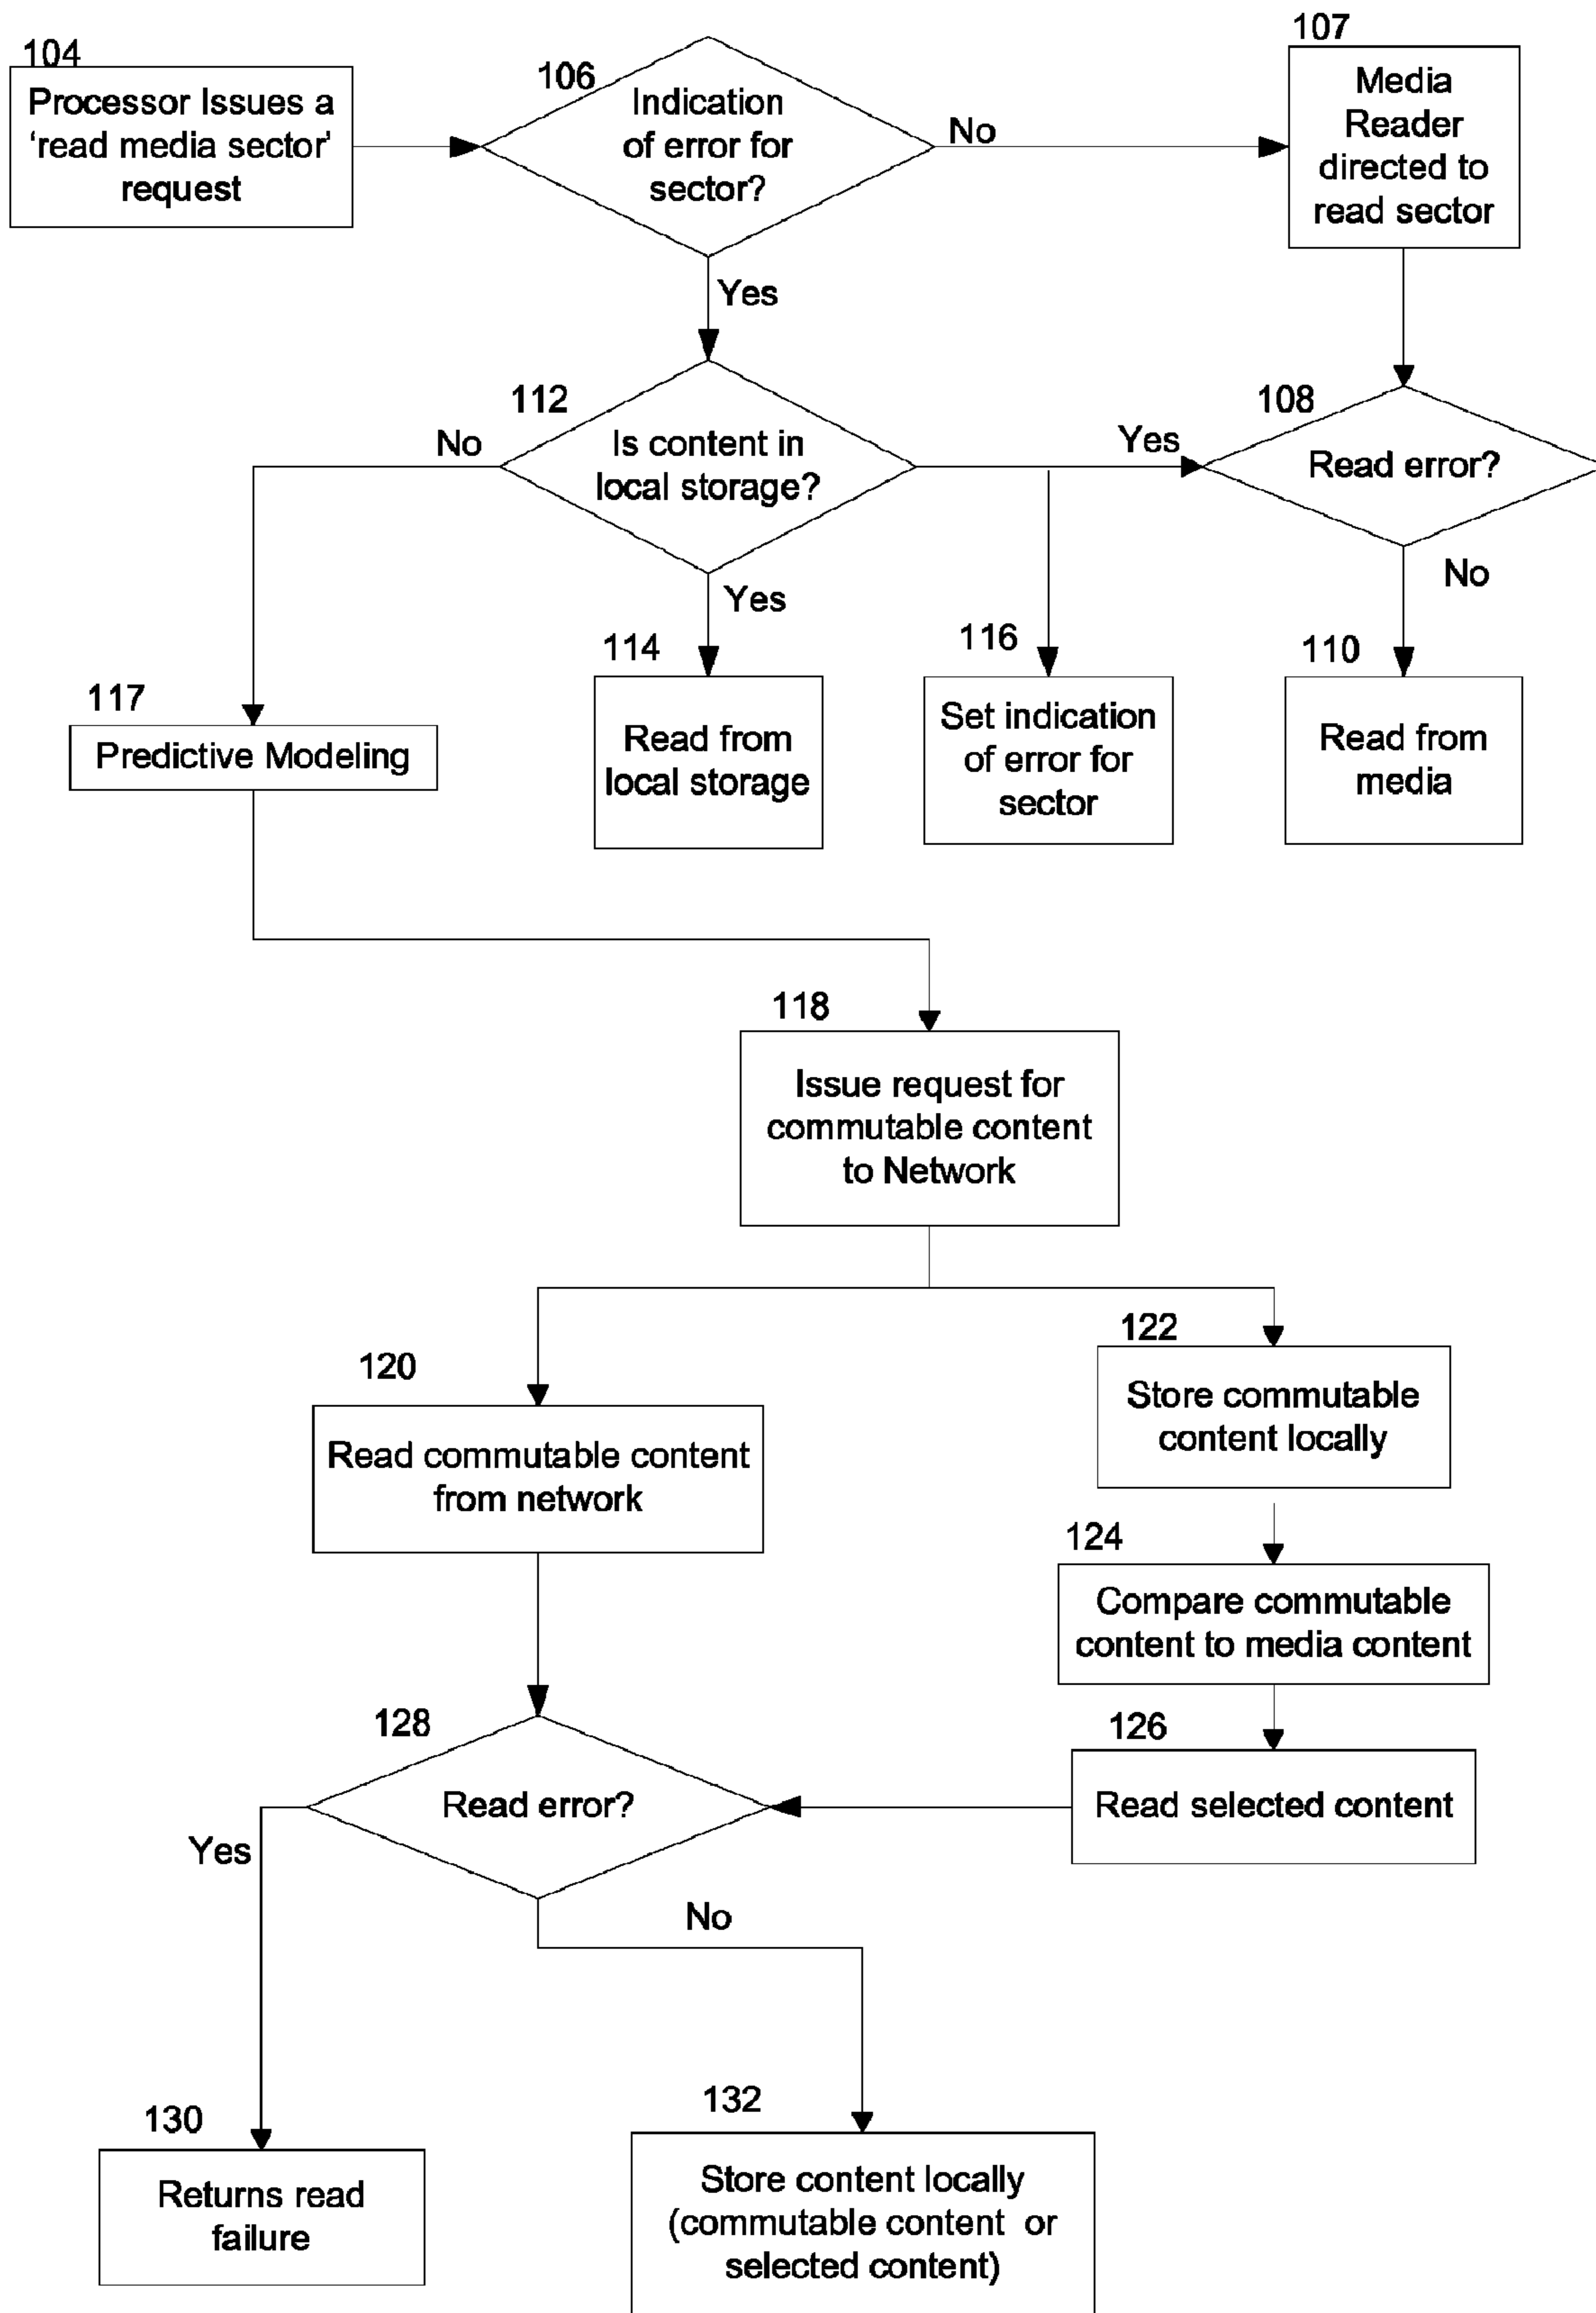 104
Processor Issues a
‘read media sector’
request
106
Indication
of error for
sector?
No
107
Media
Reader
directed to
read sector
Yes
112
Is content in
local storage?
No
Yes
108
Read error?
Yes
No
117
Predictive Modeling
114
Read from
local storage
116
Set indication
of error for
sector
110
Read from
media
118
Issue request for
commutable content
to Network
120
Read commutable content
from network
122
Store commutable
content locally
124
Compare commutable
content to media content
126
Read selected content
128
Read error?
Yes
No
130
Returns read
failure
132
Store content locally
(commutable content or
selected content)